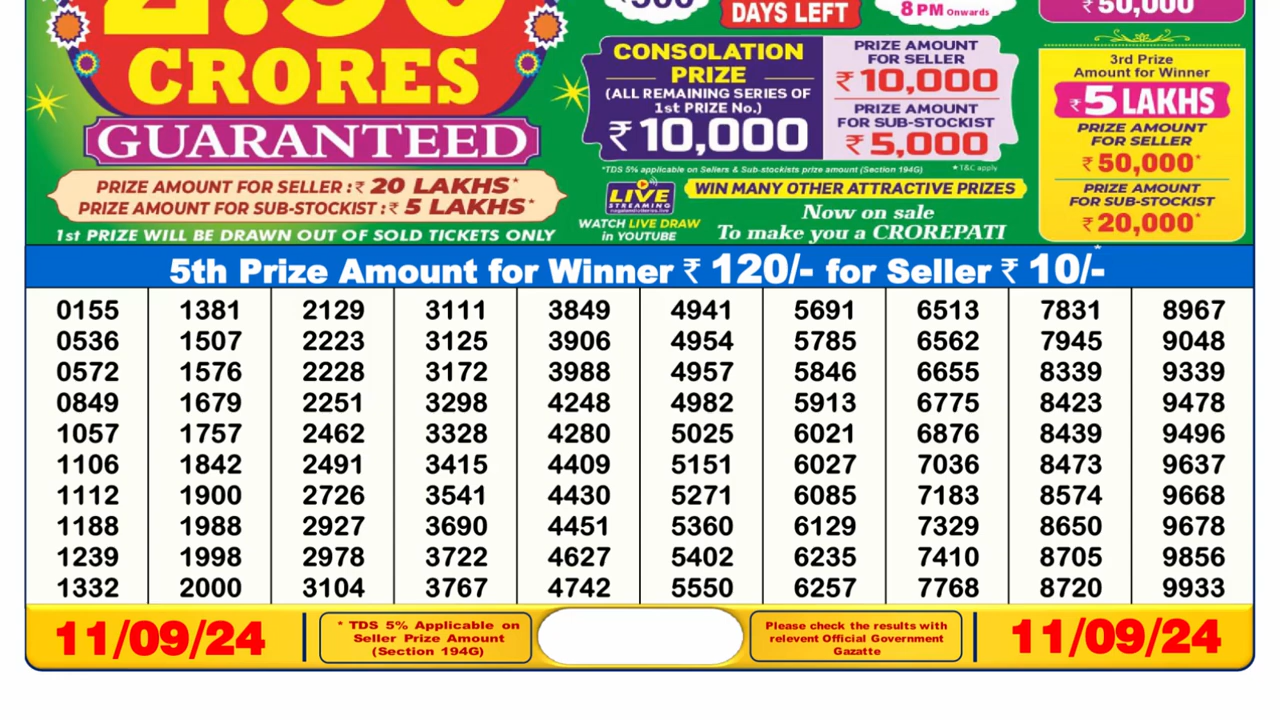 2.50
CRORES
GUARANTEED
PRIZE AMOUNT FOR SELLER :₹ 20 LAKHS*
PRIZE AMOUNT FOR SUB-STOCKIST :₹ 5 LAKHS*
1ST PRIZE WILL BE DRAWN OUT OF SOLD TICKETS ONLY
DAYS LEFT
8 PM Onwards
CONSOLATION
PRIZE
(ALL REMAINING SERIES OF
1st PRIZE No.)
₹ 10,000
PRIZE AMOUNT
FOR SELLER
₹ 10,000
PRIZE AMOUNT
FOR SUB-STOCKIST
₹ 5,000
*TDS 5% applicable on Sellers & Sub-stockists prize amount (Section 194G)
*T&C apply
LIVE
STREAMING
WATCH LIVE DRAW
in YOUTUBE
WIN MANY OTHER ATTRACTIVE PRIZES
Now on sale
To make you a CROREPATI
₹ 50,000
3rd Prize
Amount for Winner
₹5 LAKHS
PRIZE AMOUNT
FOR SELLER
₹ 50,000*
PRIZE AMOUNT
FOR SUB-STOCKIST
₹ 20,000*
5th Prize Amount for Winner ₹ 120/- for Seller ₹ 10/-*
0155 1381 2129 3111 3849 4941 5691 6513 7831 8967
0536 1507 2223 3125 3906 4954 5785 6562 7945 9048
0572 1576 2228 3172 3988 4957 5846 6655 8339 9339
0849 1679 2251 3298 4248 4982 5913 6775 8423 9478
1057 1757 2462 3328 4280 5025 6021 6876 8439 9496
1106 1842 2491 3415 4409 5151 6027 7036 8473 9637
1112 1900 2726 3541 4430 5271 6085 7183 8574 9668
1188 1988 2927 3690 4451 5360 6129 7329 8650 9678
1239 1998 2978 3722 4627 5402 6235 7410 8705 9856
1332 2000 3104 3767 4742 5550 6257 7768 8720 9933
11/09/24
* TDS 5% Applicable on
Seller Prize Amount
(Section 194G)
Please check the results with
relevent Official Government
Gazatte
11/09/24